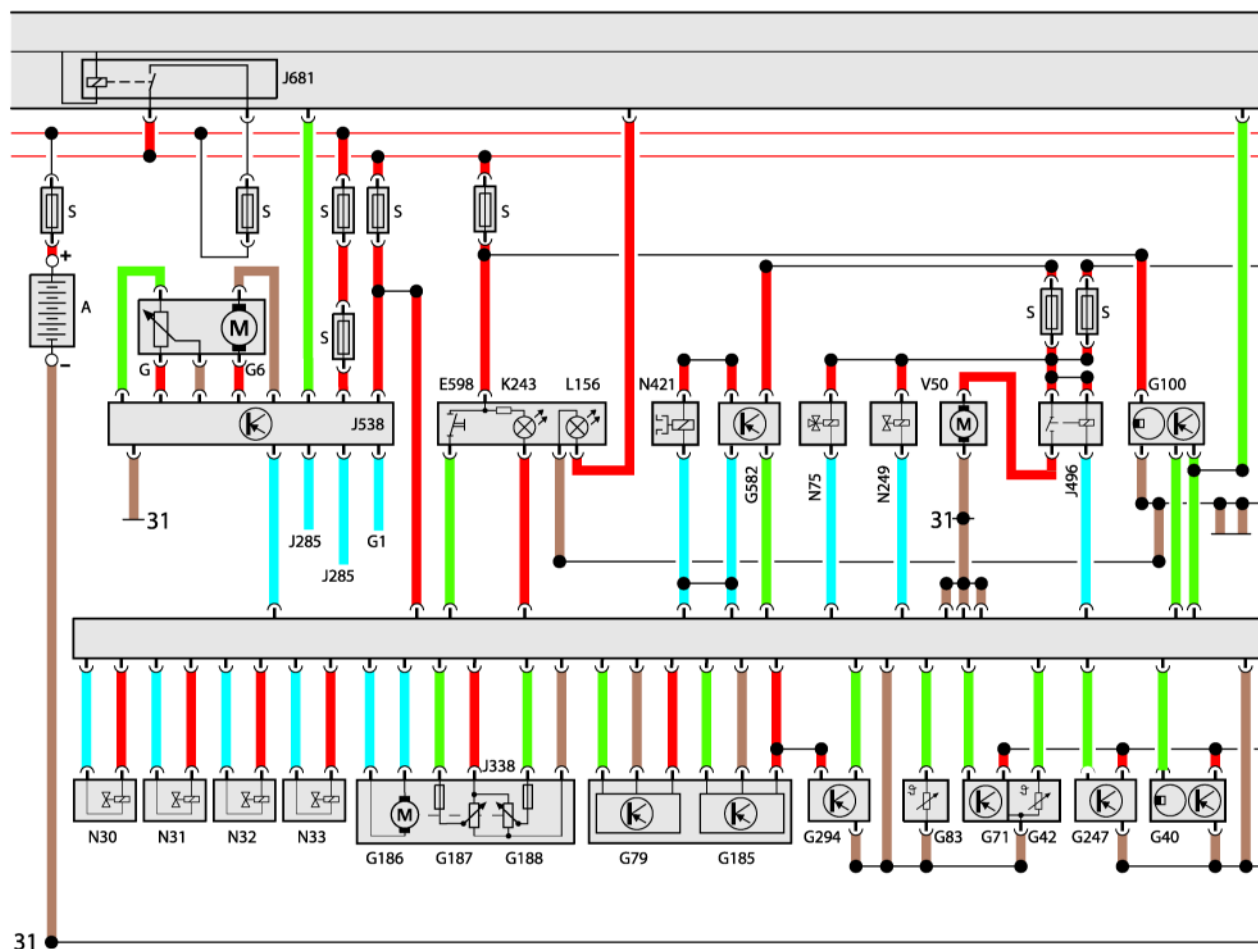 J681
S S S S S
+
A
−
S S S
M
G G6
J538
E598 K243 L156
N421
V50
G100
M
G582
N75
N249
J496
31
31
J285
G1
J285
J338
M
ϑ
ϑ
N30 N31 N32 N33
G186 G187 G188
G79 G185
G294 G83 G71 G42 G247 G40
31